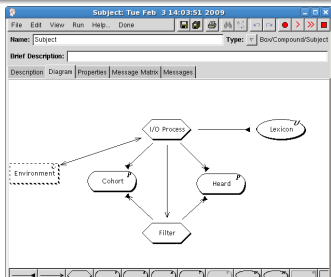 Subject: Tue Feb 3 14:03:51 2009
File Edit View Run Help... Done
Name: Subject Type: Box/Compound/Subject
Brief Description:
Description Diagram Properties Message Matrix Messages
I/O Process
Lexicon U
Environment
Cohort P
Heard P
Filter